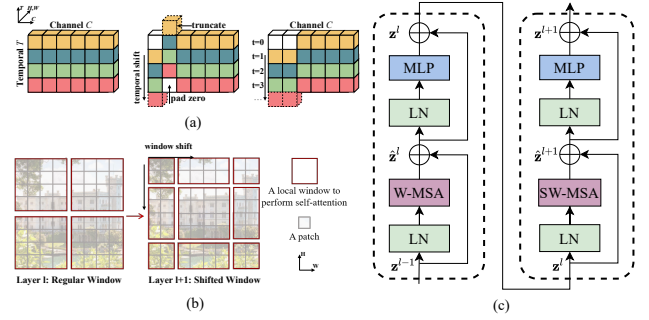 T H,W
C
Channel C
Temporal T
truncate
Channel C
temporal shift
t=0
t=1
t=2
t=3
...
pad zero
(a)
window shift
A local window to
perform self-attention
A patch
H
W
Layer l: Regular Window
Layer l+1: Shifted Window
(b)
z^l
MLP
LN
ẑ^l
W-MSA
LN
z^{l-1}
z^{l+1}
MLP
LN
ẑ^{l+1}
SW-MSA
LN
z^l
(c)